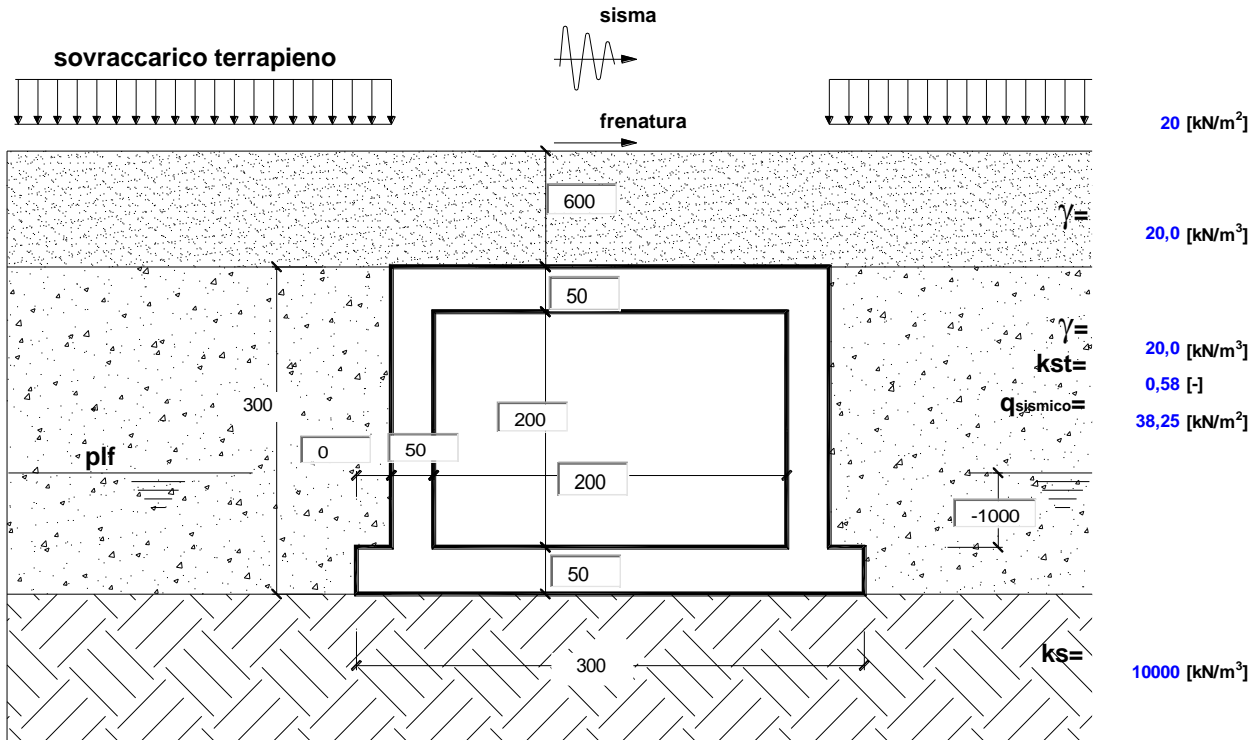 sisma
sovraccarico terrapieno
frenatura
20 [kN/m²]
600
γ=
20,0 [kN/m³]
50
γ=
20,0 [kN/m³]
kst=
0,58 [-]
300
200
qsismico=
38,25 [kN/m²]
0
50
plf
200
-1000
50
300
ks=
10000 [kN/m³]